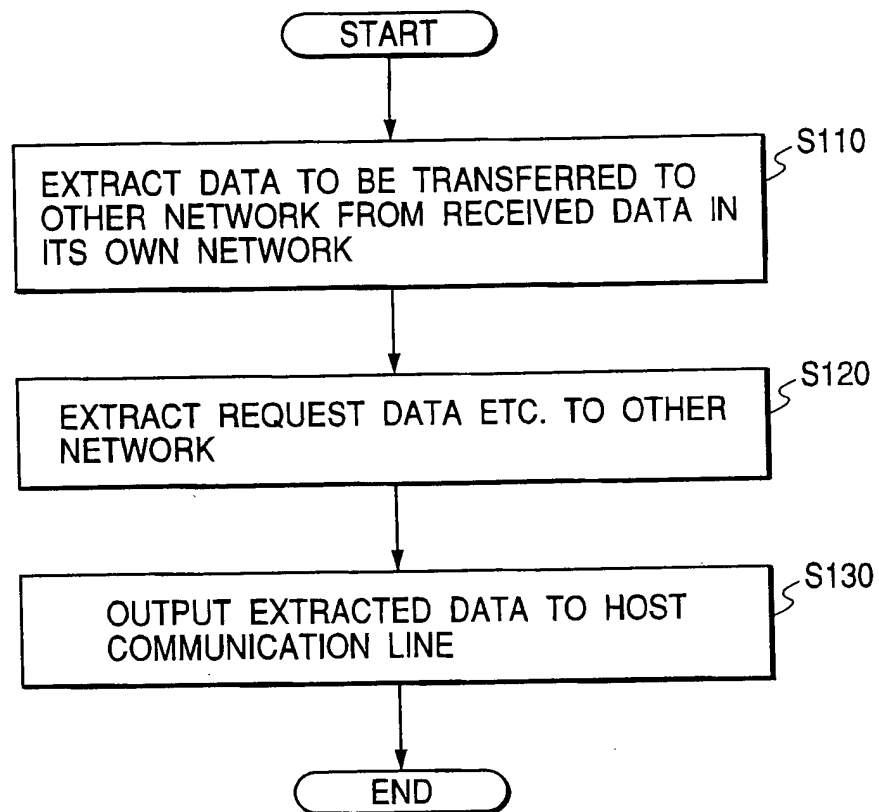 START
S110
EXTRACT DATA TO BE TRANSFERRED TO
OTHER NETWORK FROM RECEIVED DATA IN
ITS OWN NETWORK
S120
EXTRACT REQUEST DATA ETC. TO OTHER
NETWORK
S130
OUTPUT EXTRACTED DATA TO HOST
COMMUNICATION LINE
END